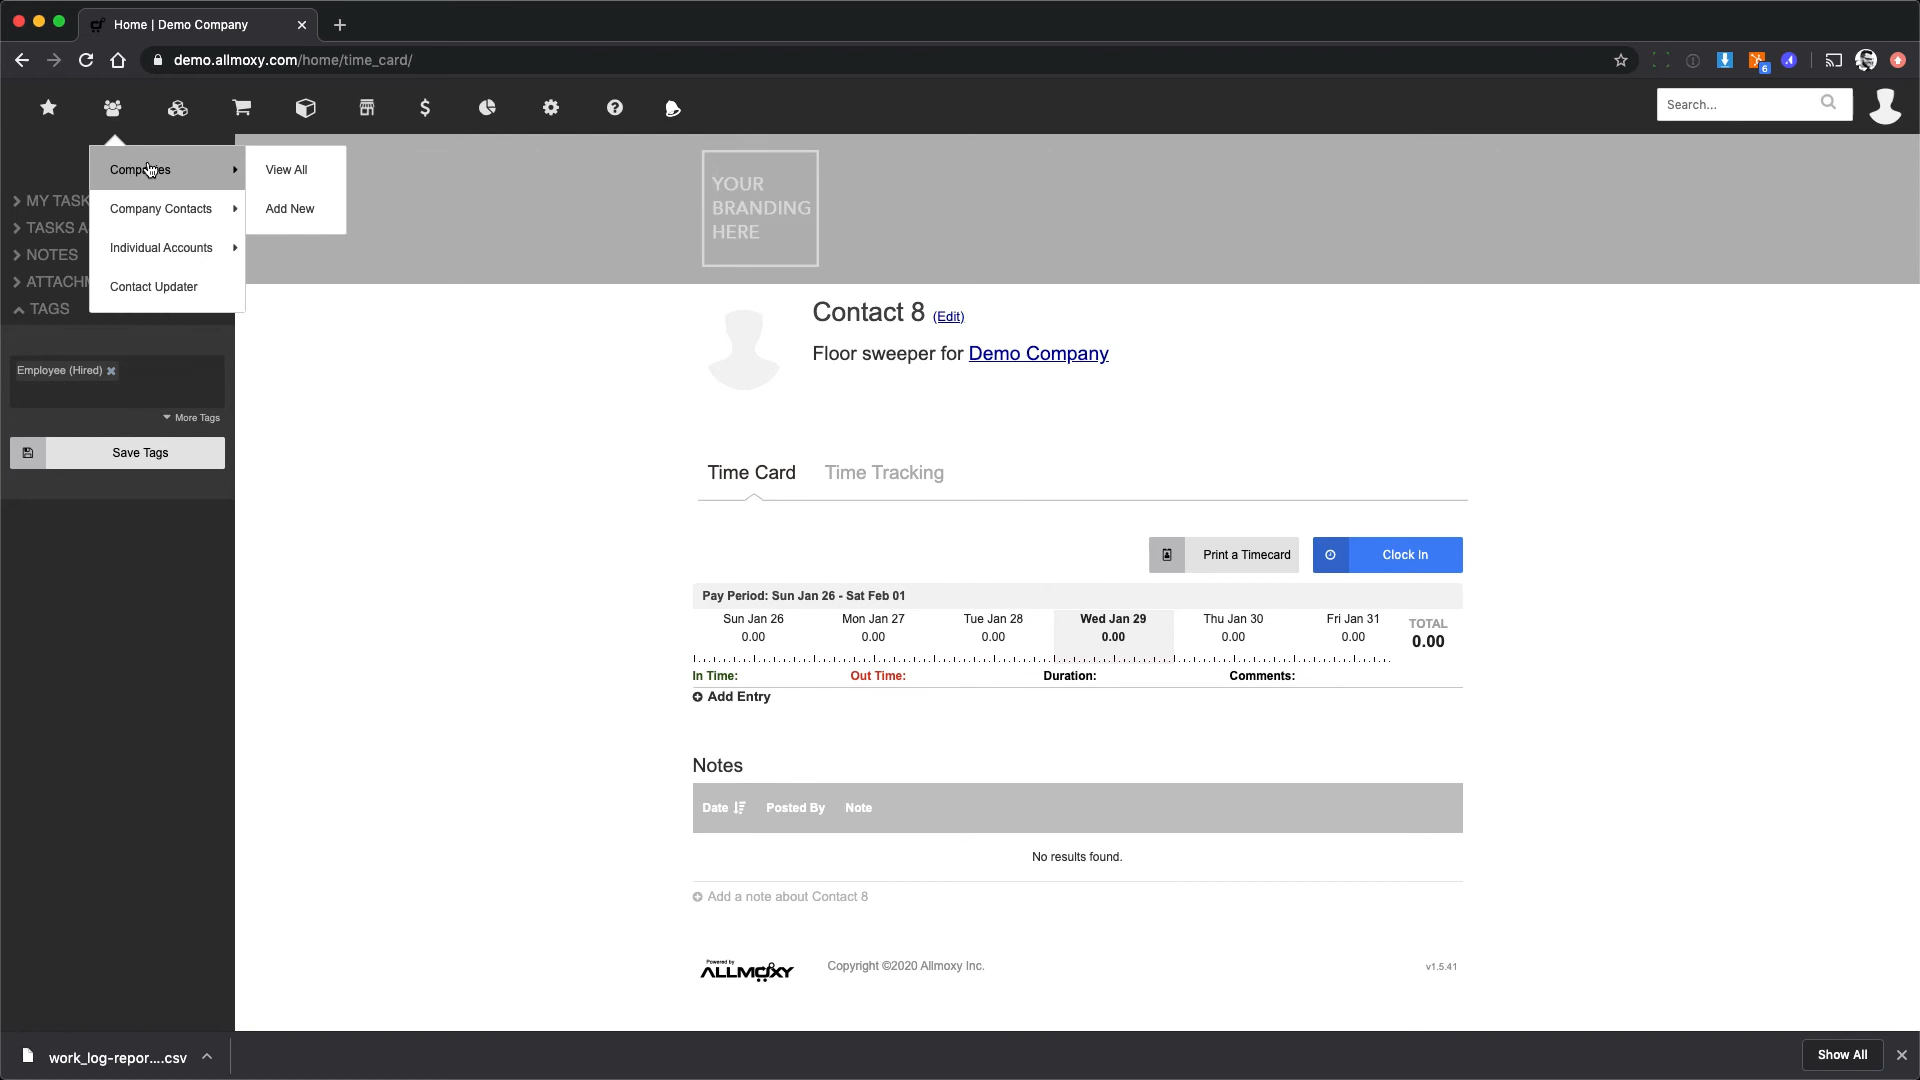 Home | Demo Company
demo.allmoxy.com/home/time_card/
6
Search...
Companies
View All
Company Contacts
Add New
Individual Accounts
Contact Updater
MY TASK
TASKS A
NOTES
ATTACHM
TAGS
Employee (Hired)
More Tags
Save Tags
YOUR
BRANDING
HERE
Contact 8 (Edit)
Floor sweeper for Demo Company
Time Card Time Tracking
Print a Timecard
Clock In
Pay Period: Sun Jan 26 - Sat Feb 01
Sun Jan 26 Mon Jan 27 Tue Jan 28 Wed Jan 29 Thu Jan 30 Fri Jan 31 TOTAL
0.00 0.00 0.00 0.00 0.00 0.00 0.00
In Time: Out Time: Duration: Comments:
Add Entry
Notes
Date Posted By Note
No results found.
Add a note about Contact 8
Powered by
ALLMOXY
Copyright ©2020 Allmoxy Inc.
v1.5.41
work_log-repor....csv
Show All